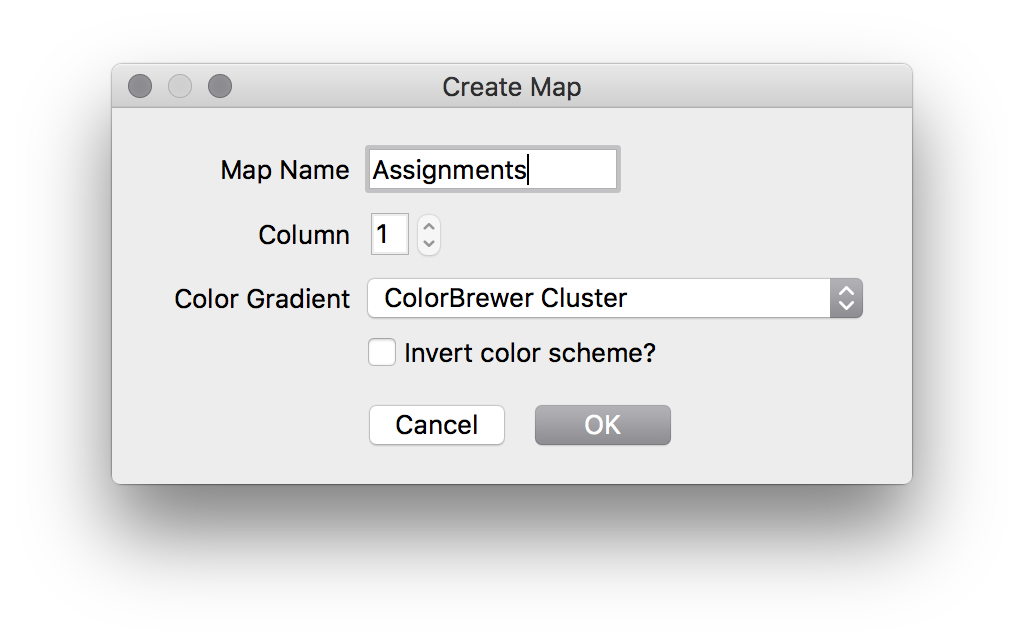 Create Map
Map Name Assignments
Column 1
Color Gradient ColorBrewer Cluster
Invert color scheme?
Cancel OK